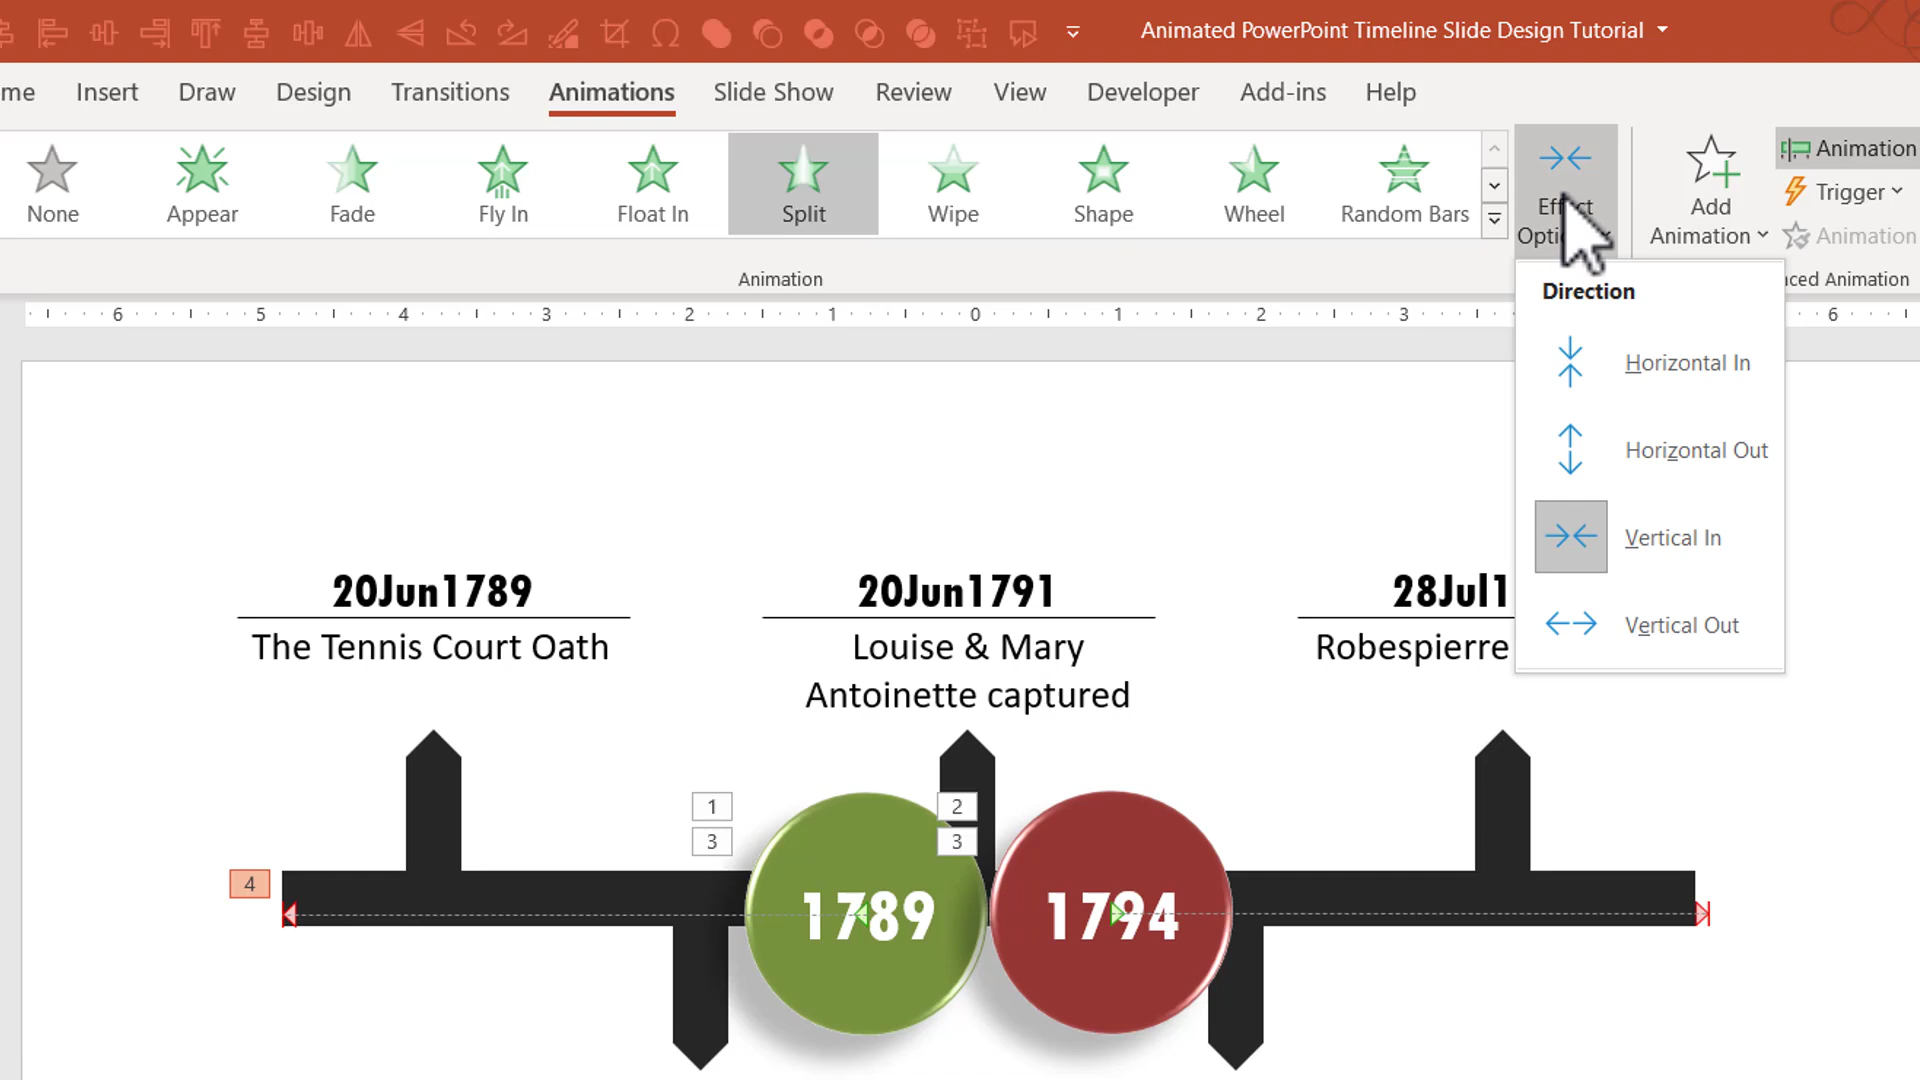 Animated PowerPoint Timeline Slide Design Tutorial
me Insert Draw Design Transitions Animations Slide Show Review View Developer Add-ins Help
None Appear Fade Fly In Float In Split Wipe Shape Wheel Random Bars
Effect
Add
Animation
Animation
Trigger
Animation
Animation
ced Animation
6 5 4 3 2 1 0 1 2 3 6
Direction
Horizontal In
Horizontal Out
Vertical In
Vertical Out
20Jun1789
The Tennis Court Oath
20Jun1791
Louise & Mary
Antoinette captured
28Jul1
Robespierre
1
3
2
3
4
1789
1794